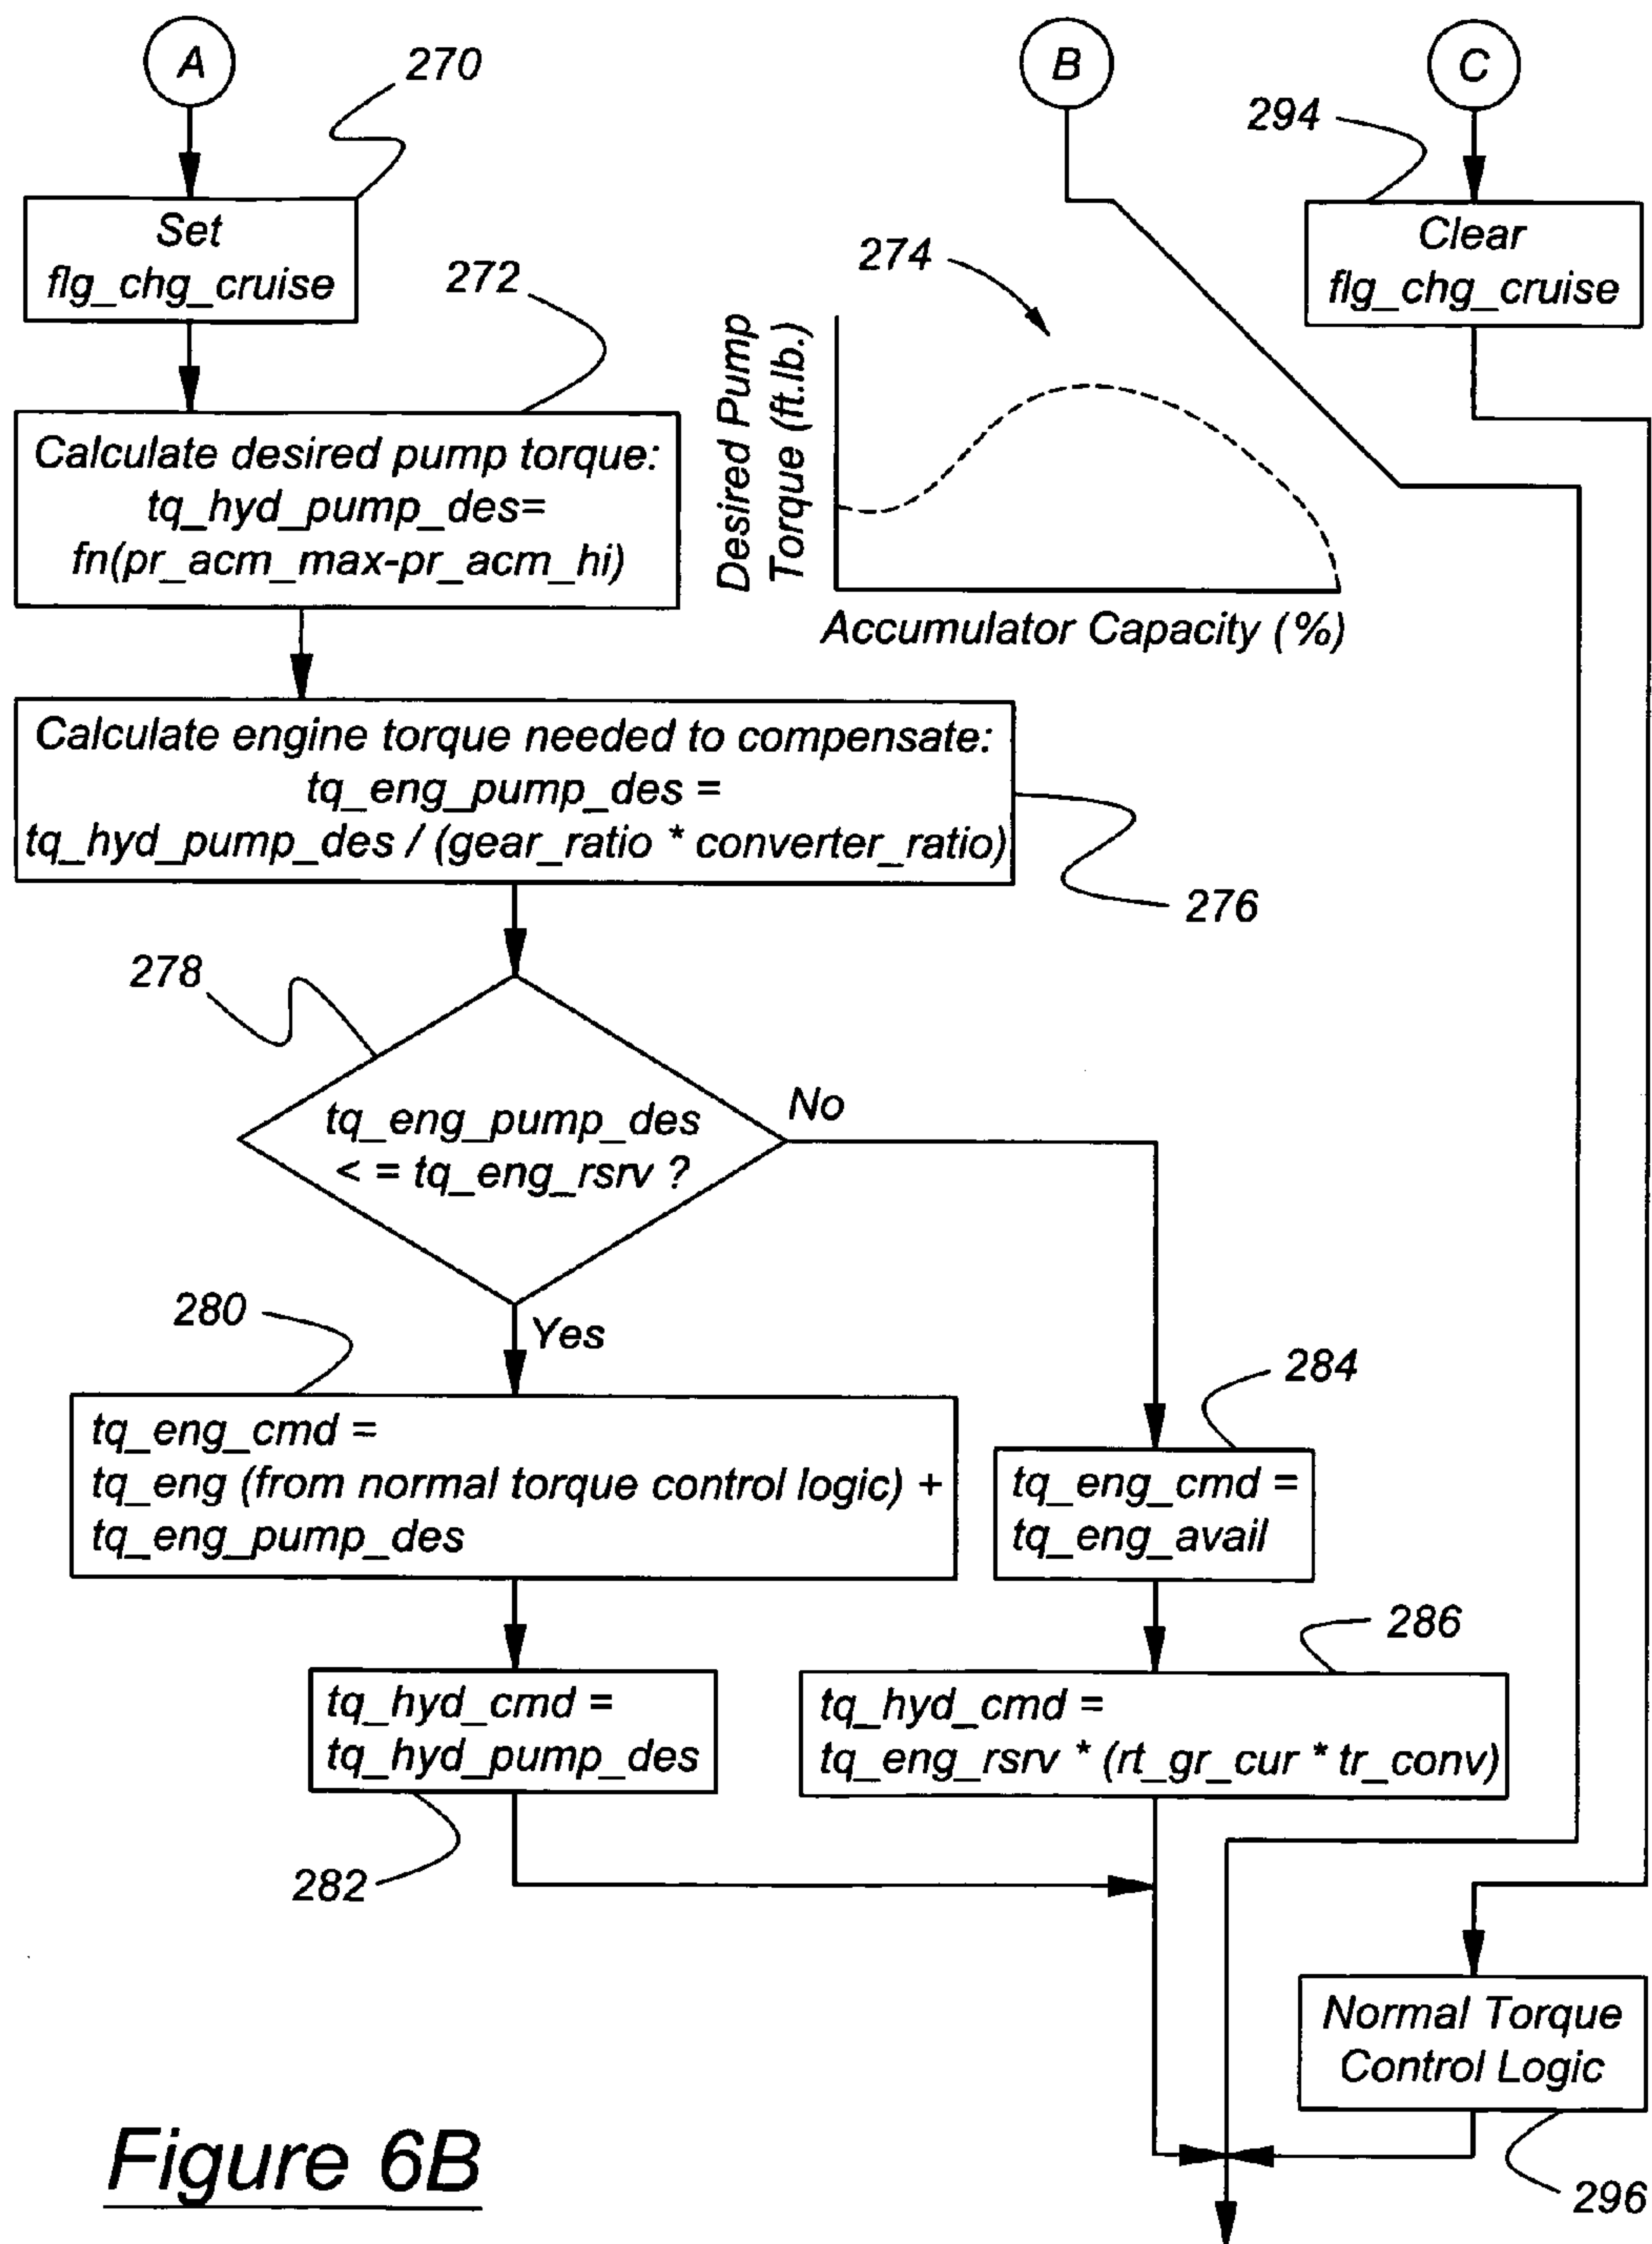 A
270
B
C
294
Set
flg_chg_cruise
272
274
Clear
flg_chg_cruise
Desired Pump
Torque (ft.lb.)
Accumulator Capacity (%)
Calculate desired pump torque:
tq_hyd_pump_des=
fn(pr_acm_max-pr_acm_hi)
Calculate engine torque needed to compensate:
tq_eng_pump_des =
tq_hyd_pump_des / (gear_ratio * converter_ratio)
276
278
tq_eng_pump_des
< = tq_eng_rsrv ?
No
Yes
280
tq_eng_cmd =
tq_eng (from normal torque control logic) +
tq_eng_pump_des
284
tq_eng_cmd =
tq_eng_avail
tq_hyd_cmd =
tq_hyd_pump_des
282
286
tq_hyd_cmd =
tq_eng_rsrv * (rt_gr_cur * tr_conv)
Normal Torque
Control Logic
296
Figure 6B